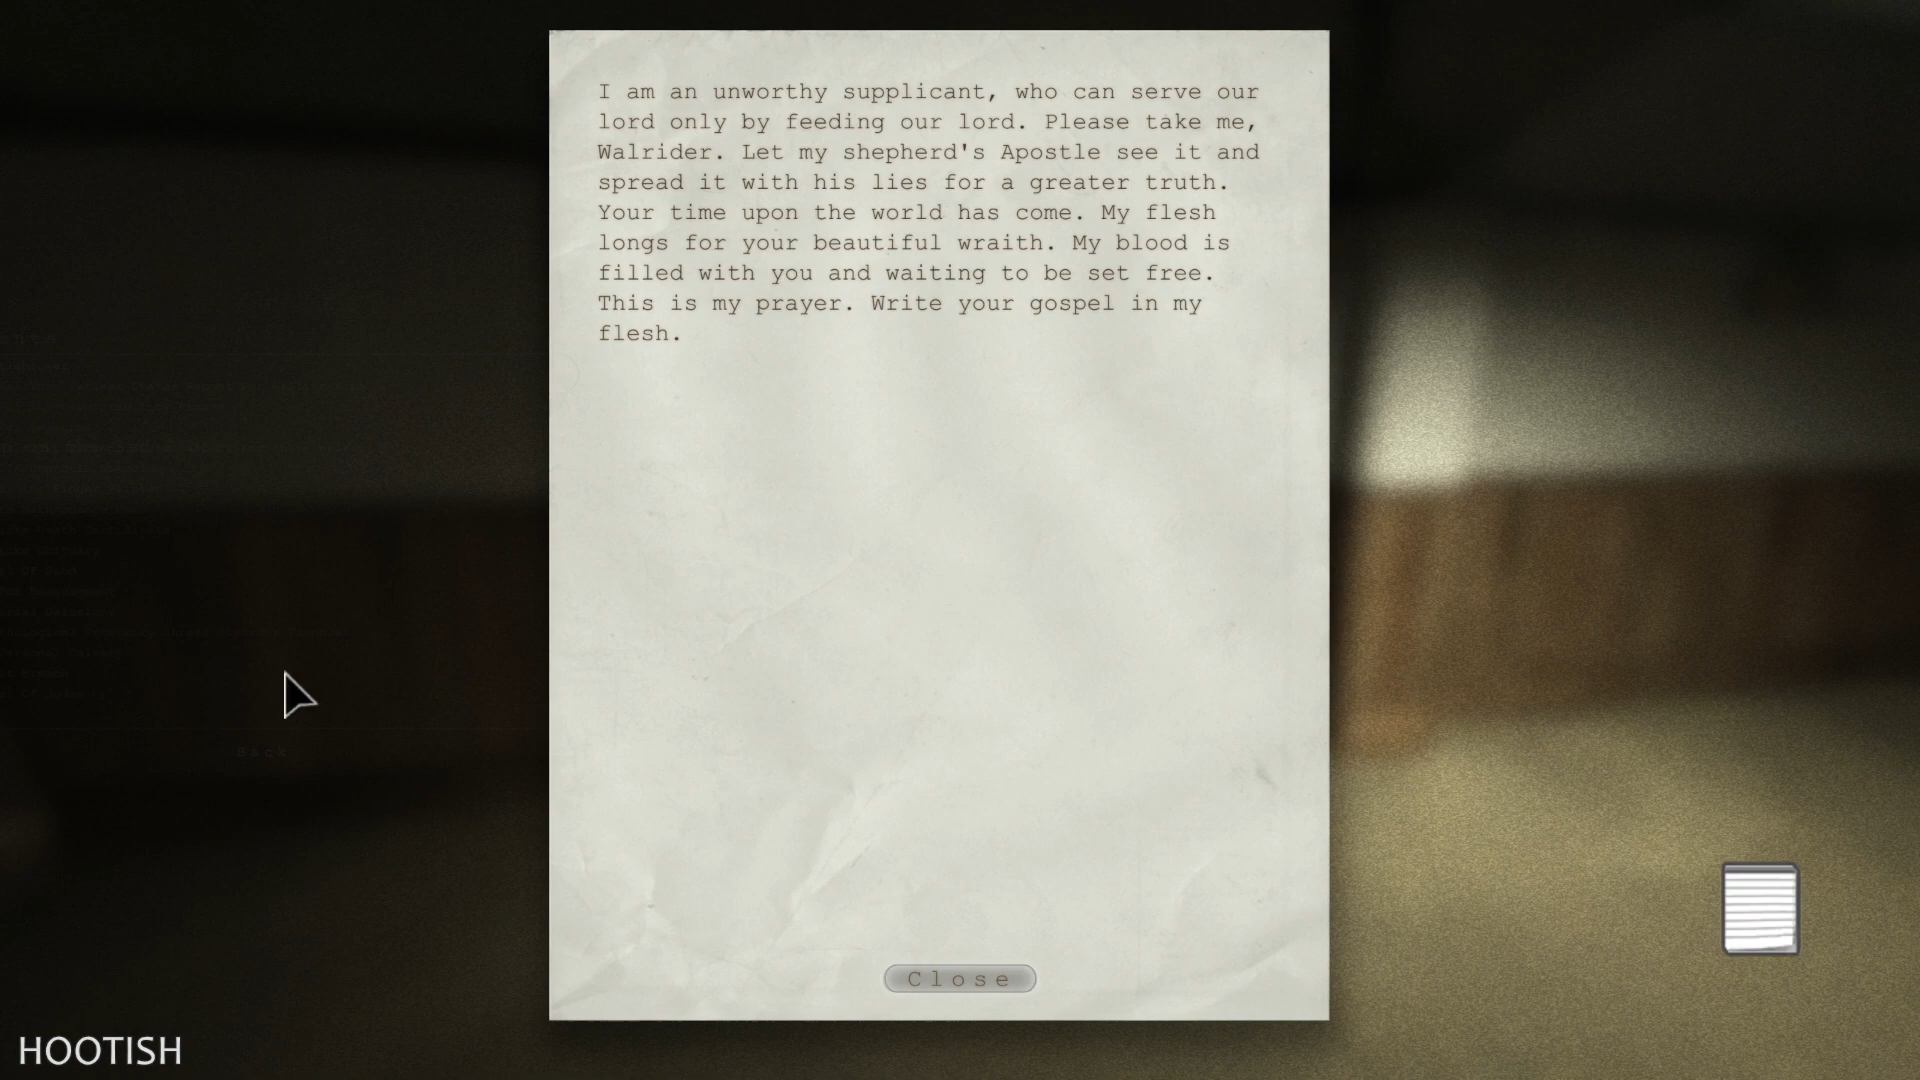 I am an unworthy supplicant, who can serve our
lord only by feeding our lord. Please take me,
Walrider. Let my shepherd's Apostle see it and
spread it with his lies for a greater truth.
Your time upon the world has come. My flesh
longs for your beautiful wraith. My blood is
filled with you and waiting to be set free.
This is my prayer. Write your gospel in my
flesh.
Back
Close
HOOTISH